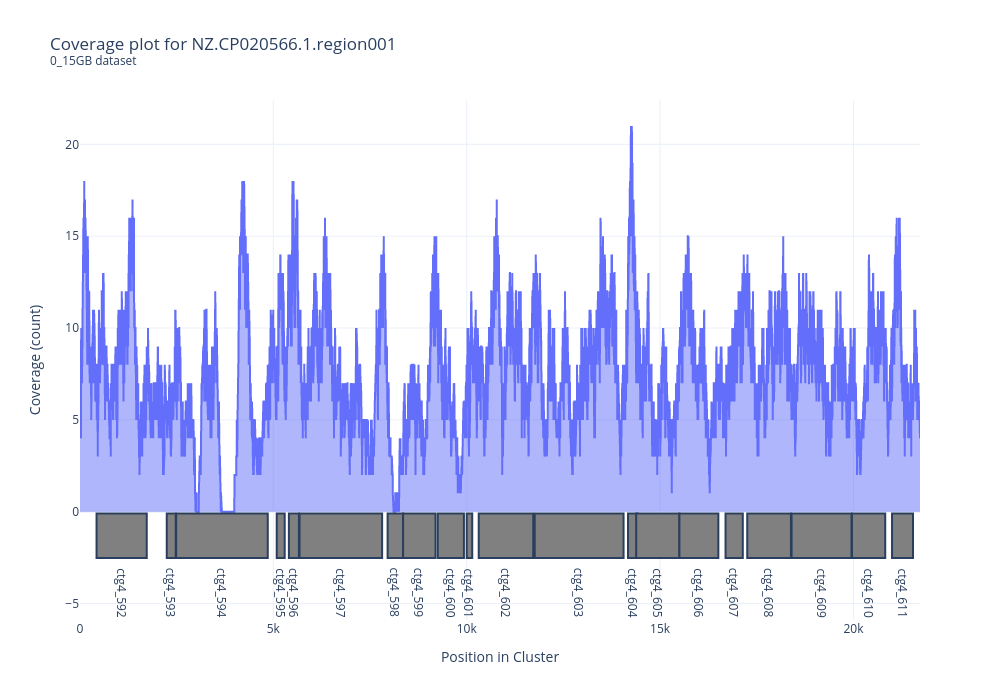 Coverage plot for NZ.CP020566.1.region001
0_15GB dataset
Coverage (count)
20
15
10
5
0
−5
ctg4_592
ctg4_593
ctg4_594
ctg4_595
ctg4_596
ctg4_597
ctg4_598
ctg4_599
ctg4_600
ctg4_601
ctg4_602
ctg4_603
ctg4_604
ctg4_605
ctg4_606
ctg4_607
ctg4_608
ctg4_609
ctg4_610
ctg4_611
0
5k
10k
15k
20k
Position in Cluster